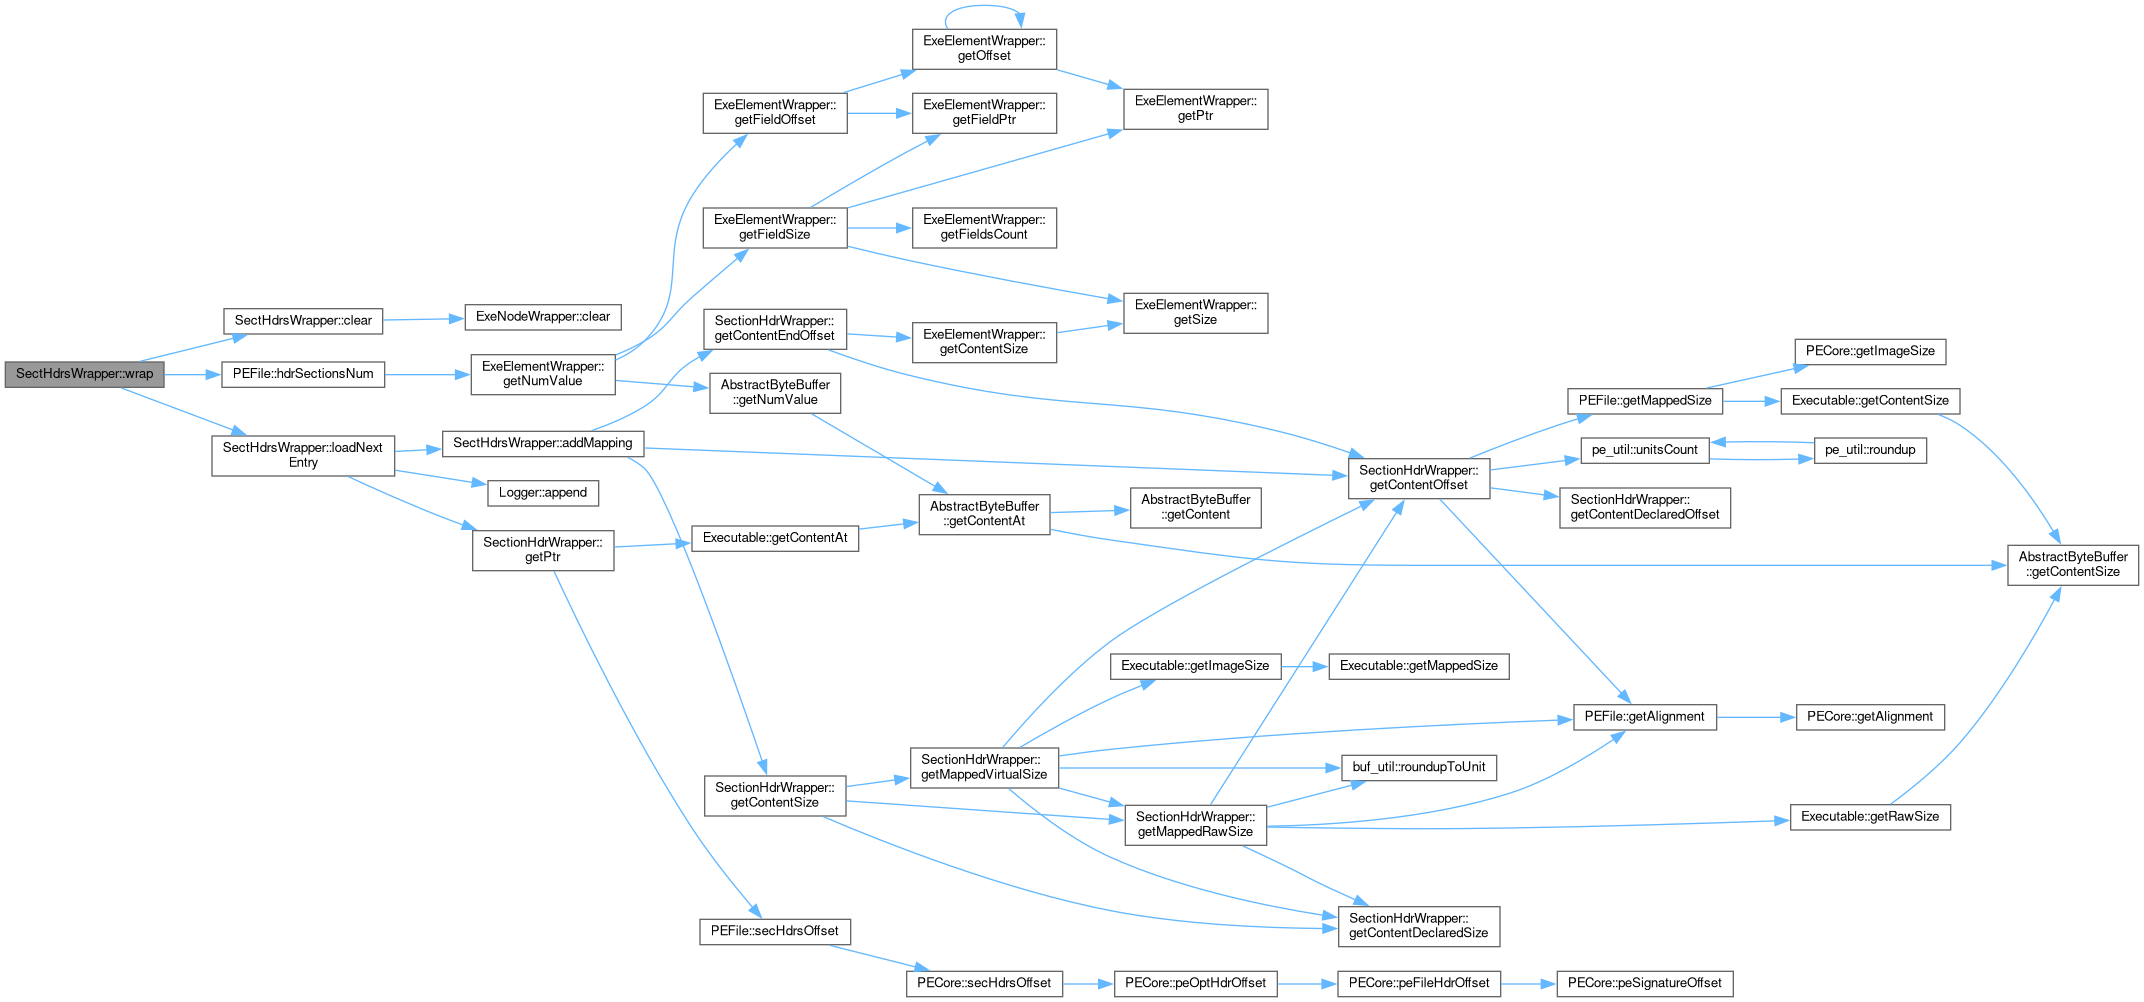 ExeElementWrapper::
getOffset
ExeElementWrapper::
getFieldOffset
ExeElementWrapper::
getFieldPtr
ExeElementWrapper::
getPtr
ExeElementWrapper::
getFieldSize
ExeElementWrapper::
getFieldsCount
ExeElementWrapper::
getSize
SectHdrsWrapper::clear
ExeNodeWrapper::clear
SectionHdrWrapper::
getContentEndOffset
ExeElementWrapper::
getContentSize
PECore::getImageSize
SectHdrsWrapper::wrap
PEFile::hdrSectionsNum
ExeElementWrapper::
getNumValue
AbstractByteBuffer
::getNumValue
PEFile::getMappedSize
Executable::getContentSize
SectHdrsWrapper::loadNext
Entry
SectHdrsWrapper::addMapping
pe_util::unitsCount
pe_util::roundup
SectionHdrWrapper::
getContentOffset
Logger::append
AbstractByteBuffer
::getContentAt
AbstractByteBuffer
::getContent
SectionHdrWrapper::
getContentDeclaredOffset
SectionHdrWrapper::
getPtr
Executable::getContentAt
AbstractByteBuffer
::getContentSize
Executable::getImageSize
Executable::getMappedSize
PEFile::getAlignment
PECore::getAlignment
SectionHdrWrapper::
getMappedVirtualSize
buf_util::roundupToUnit
SectionHdrWrapper::
getContentSize
SectionHdrWrapper::
getMappedRawSize
Executable::getRawSize
PEFile::secHdrsOffset
SectionHdrWrapper::
getContentDeclaredSize
PECore::secHdrsOffset
PECore::peOptHdrOffset
PECore::peFileHdrOffset
PECore::peSignatureOffset